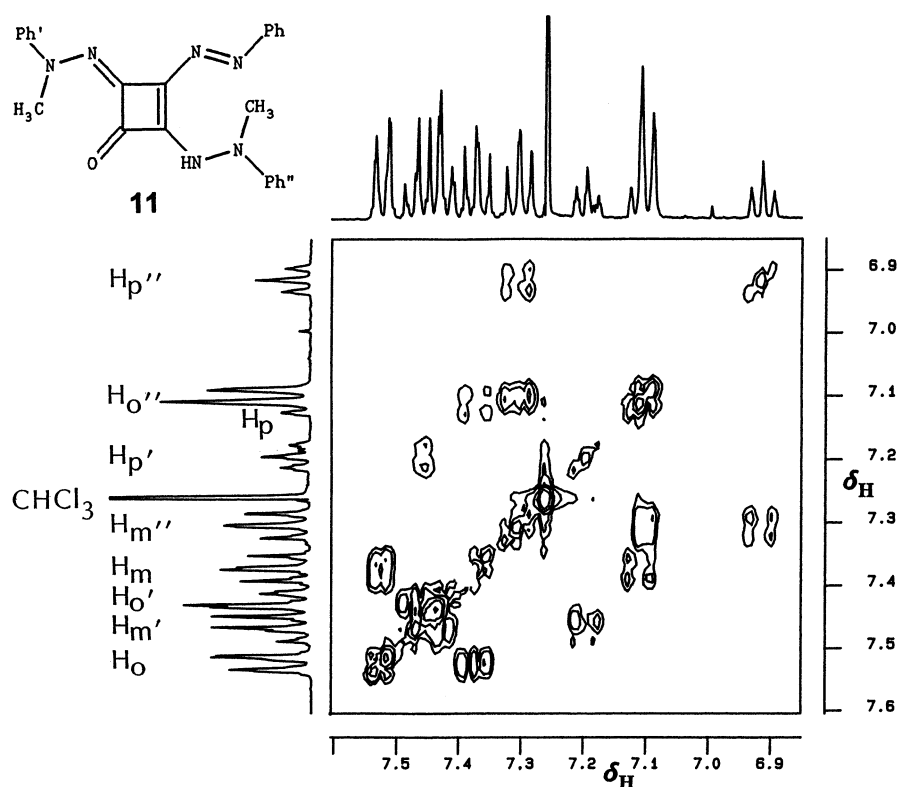 Ph'
N
N
CH₃
H₃C
N
N
Ph
O
HN
N
Ph"
11
Hp''
Ho''
Hp
Hp'
CHCl₃
Hm''
Hm
Ho'
Hm'
Ho
6.9
7.0
7.1
7.2
δH
7.3
7.4
7.5
7.6
7.5
7.4
7.3
7.2
7.1
7.0
6.9
δH